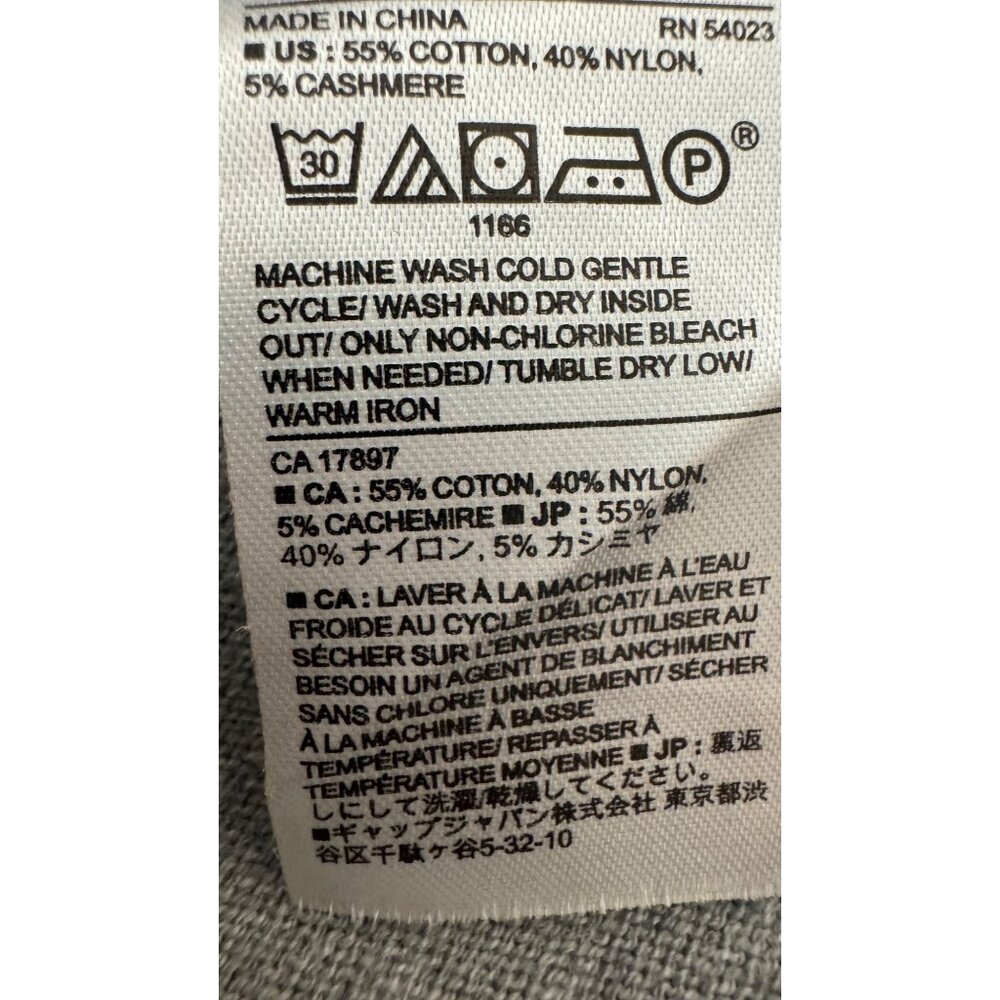 MADE IN CHINA RN 54023
■ US : 55% COTTON, 40% NYLON,
5% CASHMERE
30 P ®
1166
MACHINE WASH COLD GENTLE
CYCLE/ WASH AND DRY INSIDE
OUT/ ONLY NON-CHLORINE BLEACH
WHEN NEEDED/ TUMBLE DRY LOW/
WARM IRON
CA 17897
■ CA : 55% COTON, 40% NYLON,
5% CACHEMIRE ■ JP : 55% 綿,
40% ナイロン, 5% カシミヤ
■ CA : LAVER À LA MACHINE À L'EAU
FROIDE AU CYCLE DÉLICAT/ LAVER ET
SÉCHER SUR L'ENVERS/ UTILISER AU
BESOIN UN AGENT DE BLANCHIMENT
SANS CHLORE UNIQUEMENT/ SÉCHER
À LA MACHINE À BASSE
TEMPÉRATURE/ REPASSER À
TEMPÉRATURE MOYENNE ■ JP : 裏返
しにして洗濯/乾燥してください。
■ギャップジャパン株式会社 東京都渋
谷区千駄ヶ谷5-32-10